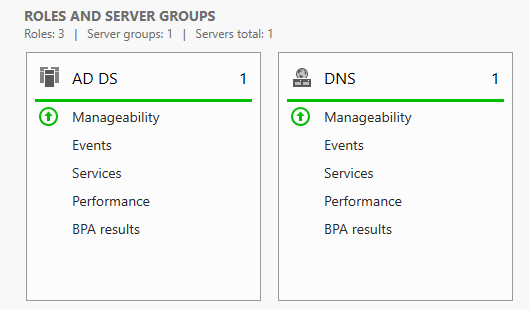 ROLES AND SERVER GROUPS
Roles: 3 | Server groups: 1 | Servers total: 1
AD DS 1
Manageability
Events
Services
Performance
BPA results
DNS 1
Manageability
Events
Services
Performance
BPA results